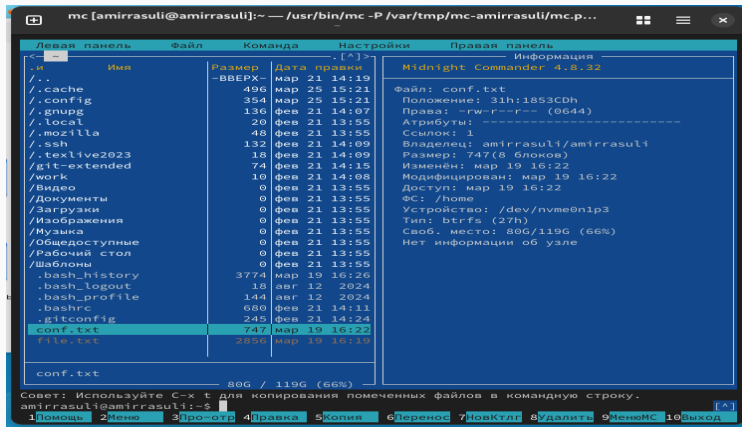 mc [amirrasuli@amirrasuli]:~ — /usr/bin/mc -P /var/tmp/mc-amirrasuli/mc.p...
Левая панель Файл Команда Настройки Правая панель
<— ~ .[^]>
.и Имя Размер Дата правки
/.. -ВВЕРХ- мар 21 14:19
/.cache 496 мар 25 15:21
/.config 354 мар 25 15:21
/.gnupg 136 фев 21 14:07
/.local 20 фев 21 13:55
/.mozilla 48 фев 21 13:55
/.ssh 132 фев 21 14:09
/.texlive2023 18 фев 21 14:09
/git-extended 74 фев 21 14:15
/work 10 фев 21 14:08
/Видео 0 фев 21 13:55
/Документы 0 фев 21 13:55
/Загрузки 0 фев 21 13:55
/Изображения 0 фев 21 13:55
/Музыка 0 фев 21 13:55
/Общедоступные 0 фев 21 13:55
/Рабочий стол 0 фев 21 13:55
/Шаблоны 0 фев 21 13:55
.bash_history 3774 мар 19 16:26
.bash_logout 18 авг 12 2024
.bash_profile 144 авг 12 2024
.bashrc 680 фев 21 14:11
.gitconfig 245 фев 21 14:24
conf.txt 747 мар 19 16:22
file.txt 2856 мар 19 16:19
conf.txt
80G / 119G (66%)
Информация
Midnight Commander 4.8.32
Файл: conf.txt
Положение: 31h:1853CDh
Права: -rw-r--r-- (0644)
Атрибуты: --------------------------
Ссылок: 1
Владелец: amirrasuli/amirrasuli
Размер: 747(8 блоков)
Изменён: мар 19 16:22
Модифицирован: мар 19 16:22
Доступ: мар 19 16:22
ФС: /home
Устройство: /dev/nvme0n1p3
Тип: btrfs (27h)
Своб. место: 80G/119G (66%)
Нет информации об узле
Совет: Используйте C-x t для копирования помеченных файлов в командную строку.
amirrasuli@amirrasuli:~$ [^]
1Помощь 2Меню 3Про~отр 4Правка 5Копия 6Перенос 7НовКтлг 8Удалить 9МенюМС 10Выход